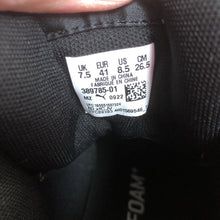 UK EUR US CM
7.5 41 8.5 26.5
MADE IN CHINA
FABRIQUÉ EN CHINE
389785-01
MZ 0922
FOAM